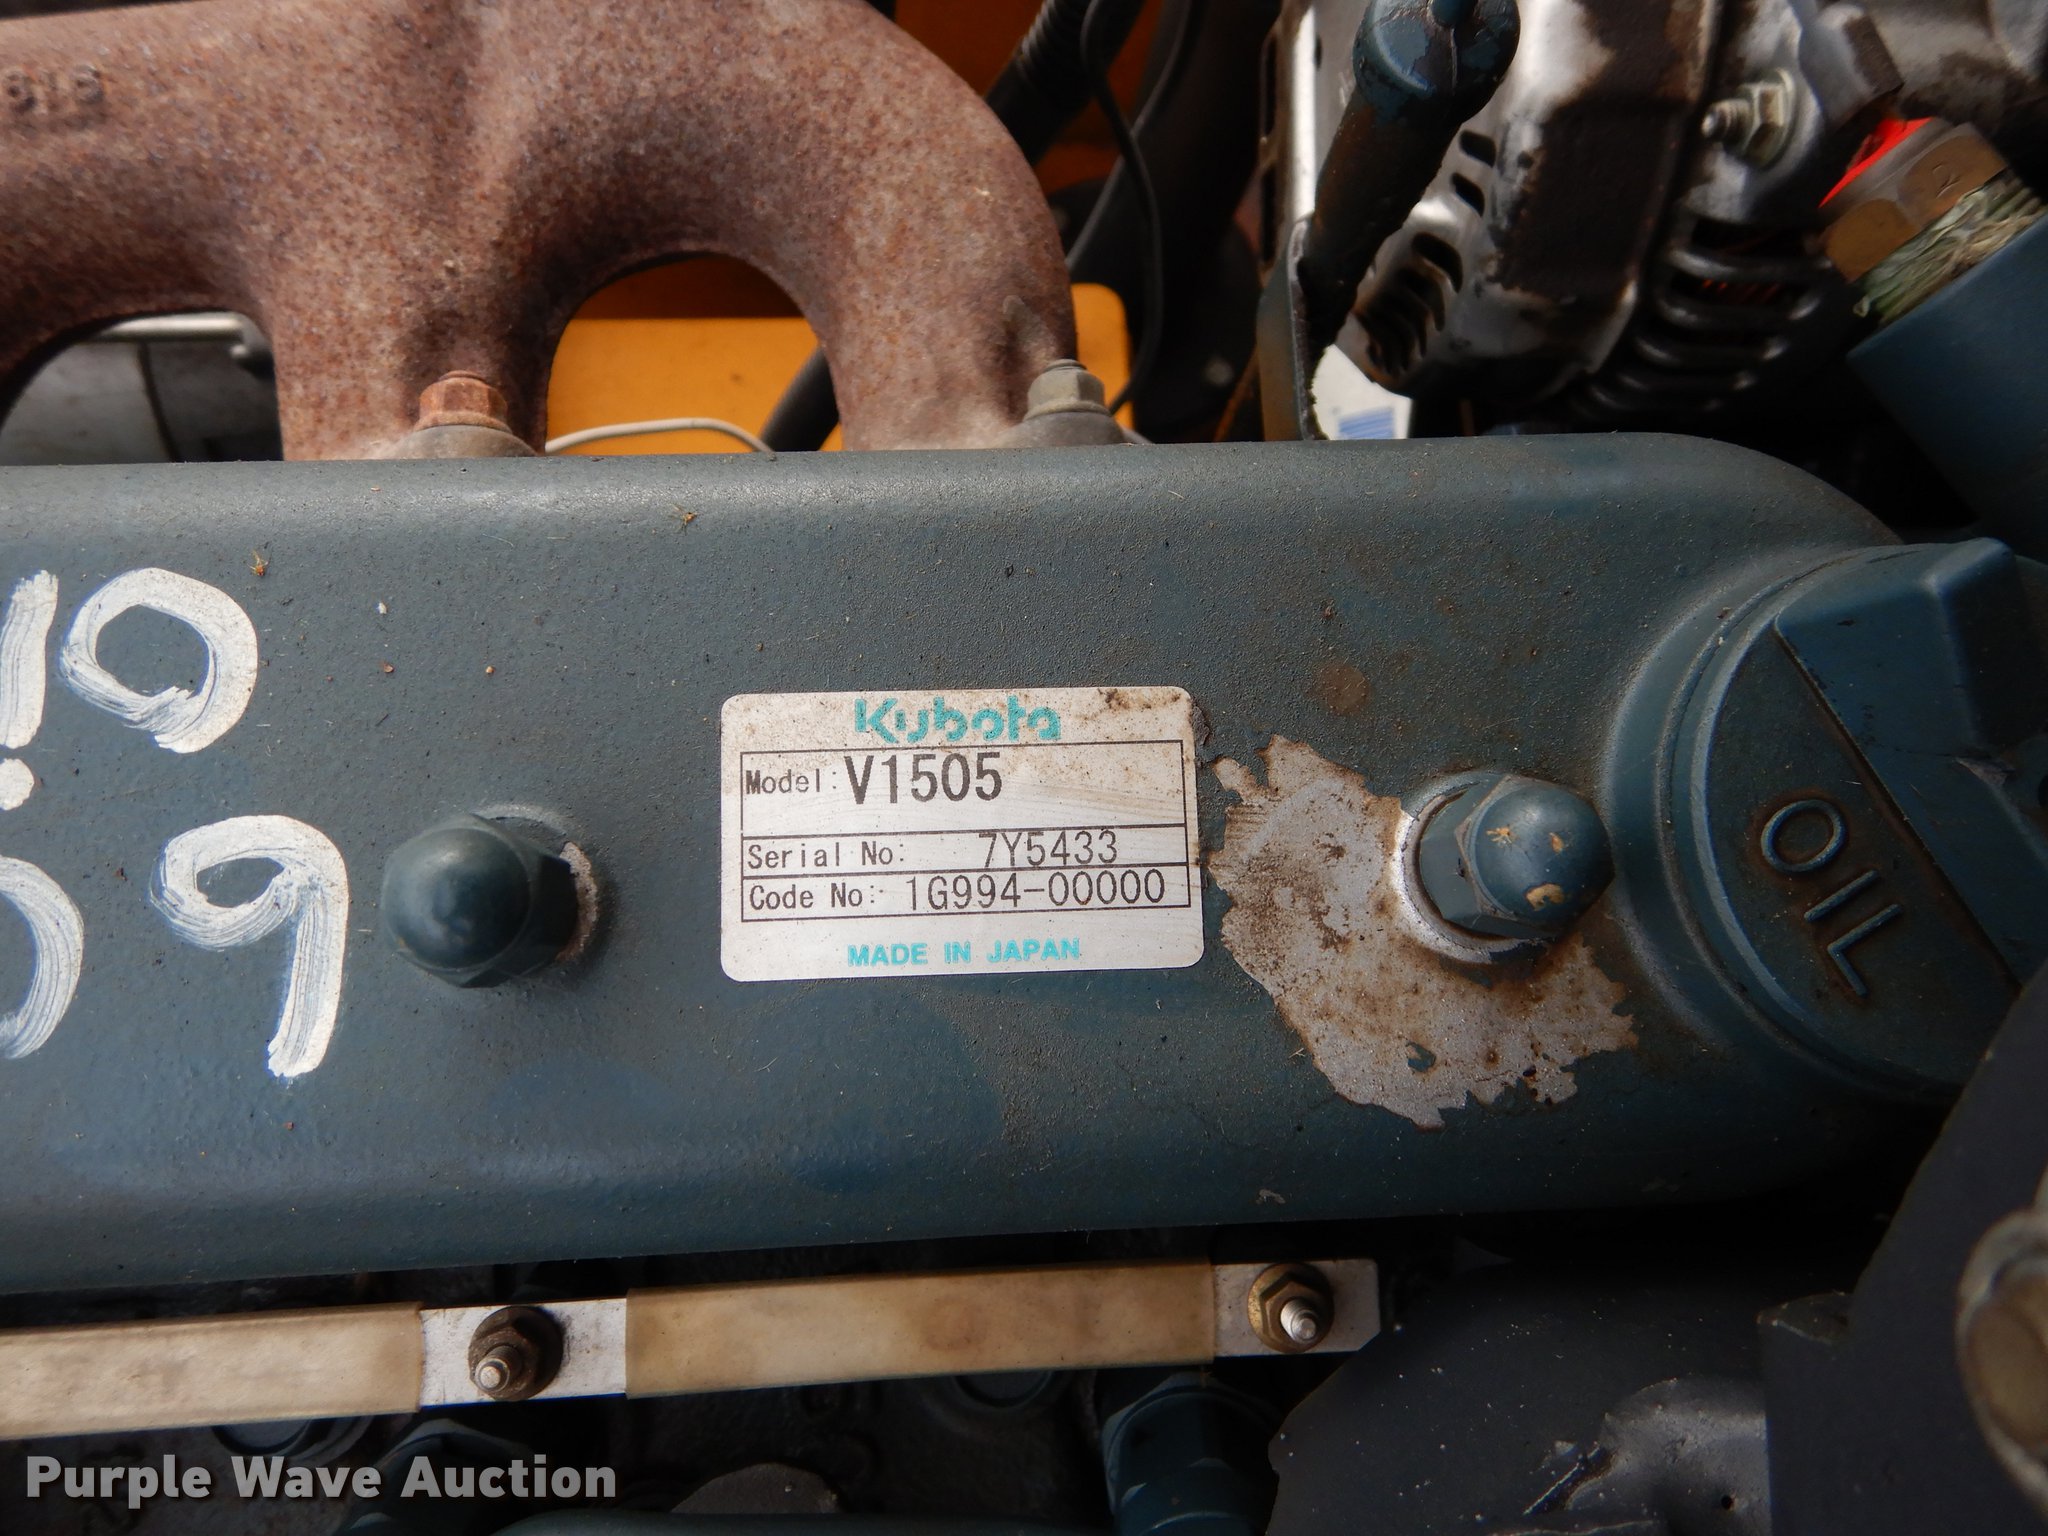 Kubota
Model: V1505
Serial No: 7Y5433
Code No: 1G994-00000
MADE IN JAPAN
OIL
Purple Wave Auction